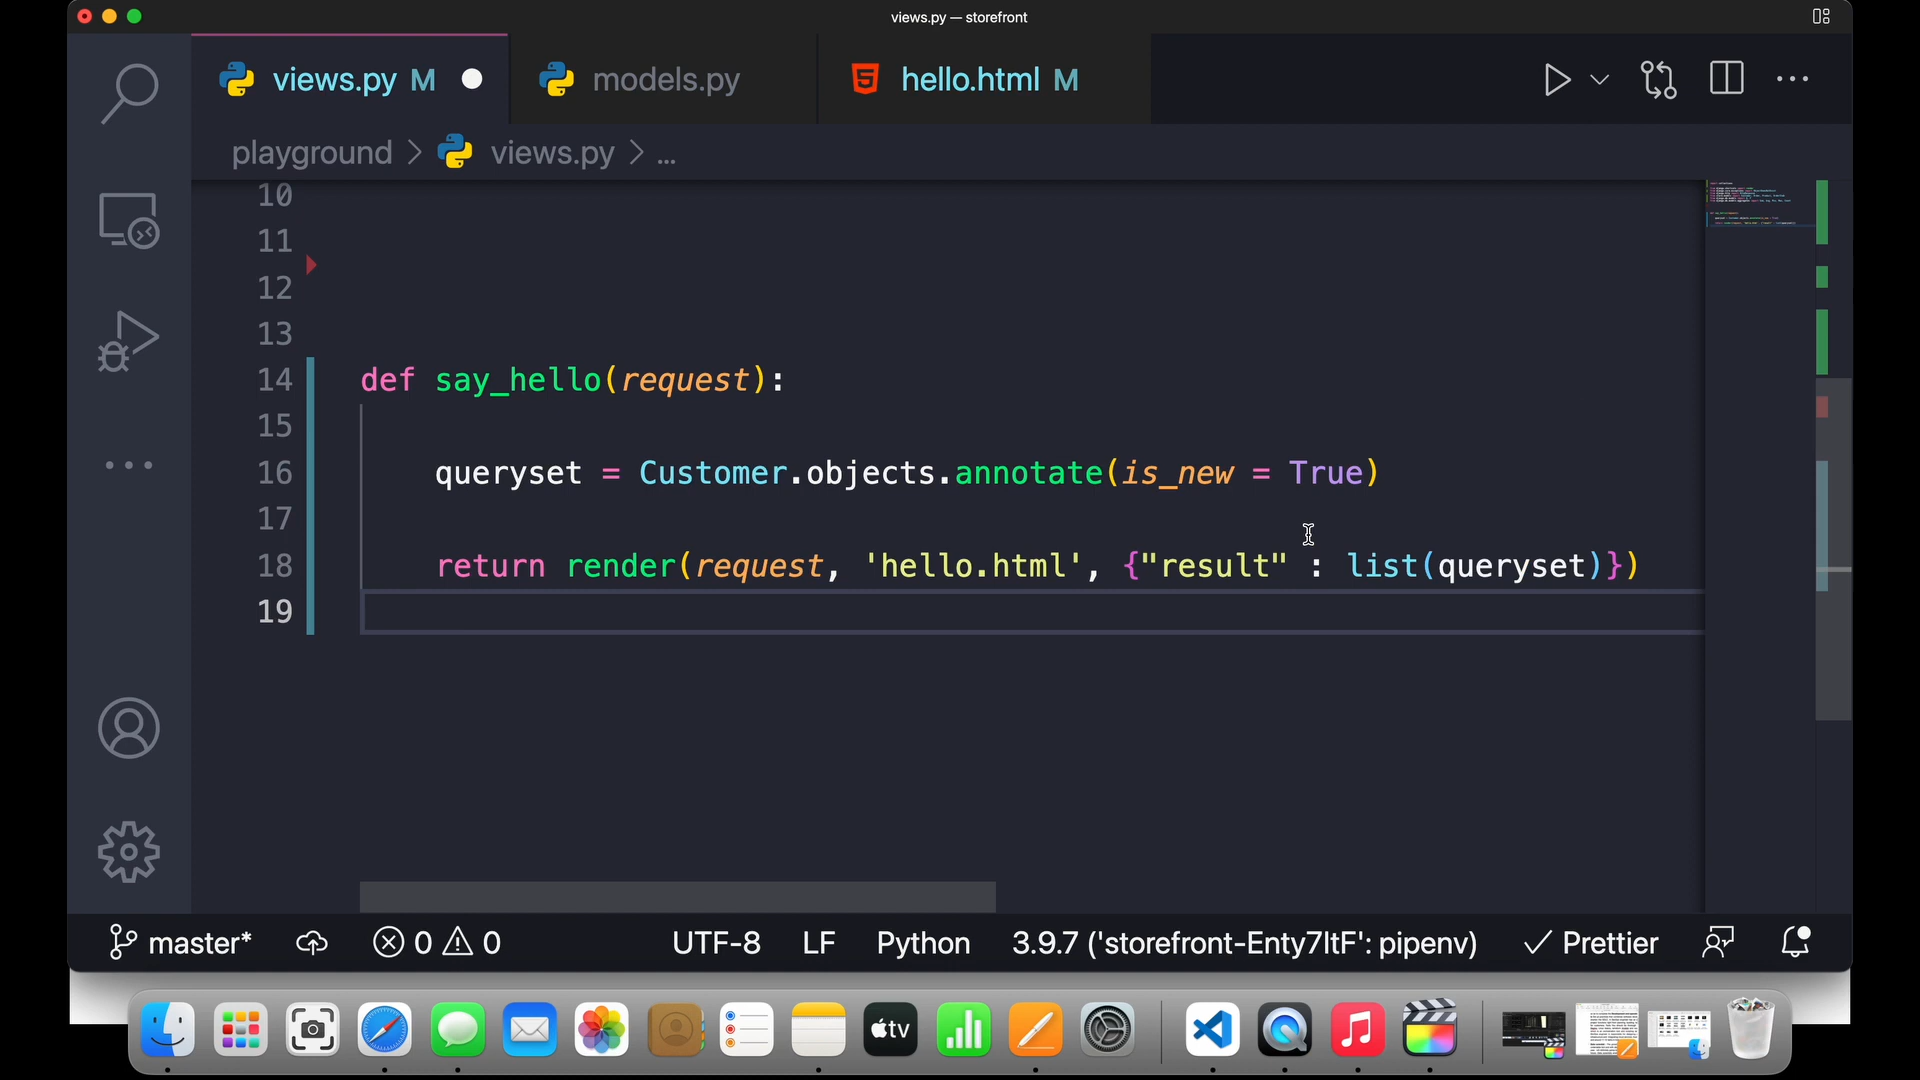 views.py — storefront
views.py M
models.py
hello.html M
playground > views.py > ...
10
11
12
13
14 def say_hello(request):
15
16 queryset = Customer.objects.annotate(is_new = True)
17
18 return render(request, 'hello.html', {"result" : list(queryset)})
19
master* 0 0 UTF-8 LF Python 3.9.7 ('storefront-Enty7ltF': pipenv) Prettier
tv